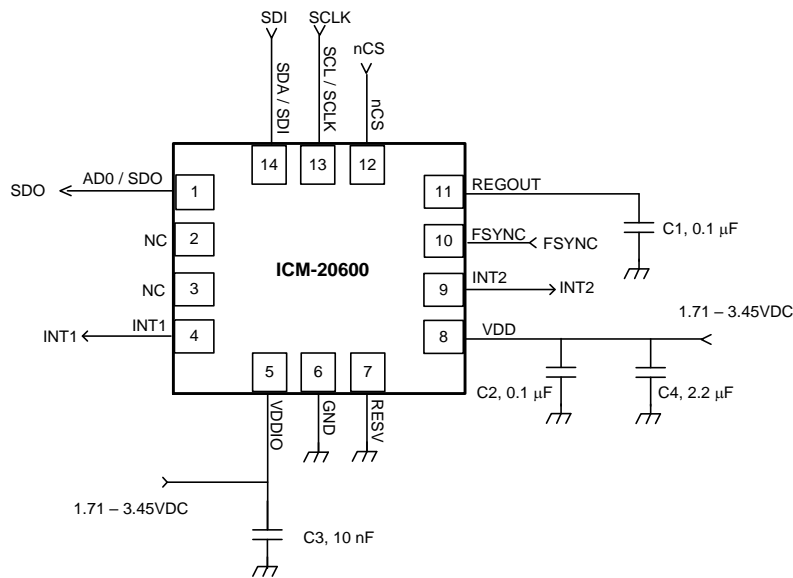 SDI
SCLK
nCS
SDA / SDI
SCL / SCLK
nCS
14
13
12
SDO
AD0 / SDO
1
11
REGOUT
C1, 0.1 μF
NC
2
10
FSYNC
FSYNC
ICM-20600
NC
3
9
INT2
INT2
INT1
INT1
4
8
VDD
1.71 – 3.45VDC
5
6
7
C2, 0.1 μF
C4, 2.2 μF
VDDIO
GND
RESV
1.71 – 3.45VDC
C3, 10 nF